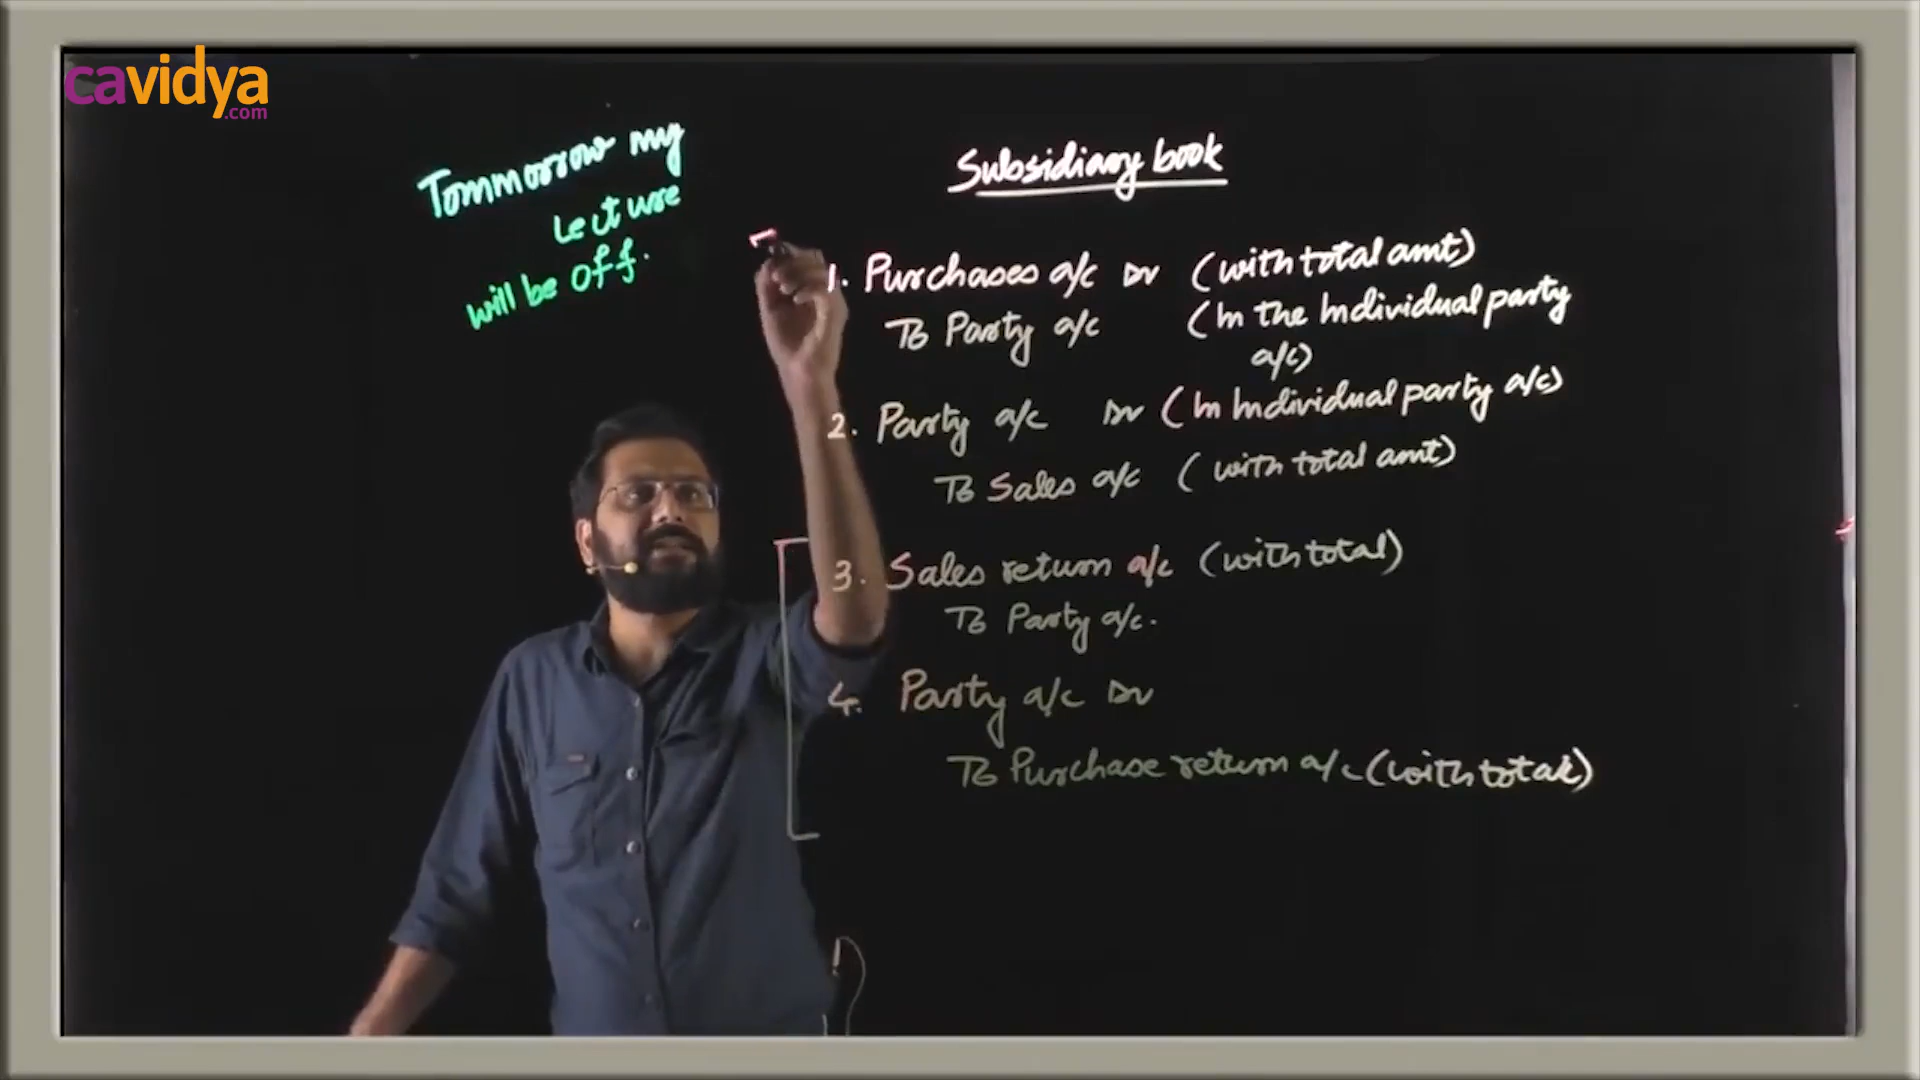 cavidya
.com
Tommorrow my
Lecture
will be off.
Subsidiary book
1. Purchases a/c Dr (with total amt)
To Party a/c (In the Individual party
a/c)
2. Party a/c Dr (In Individual party a/c)
To Sales a/c (with total amt)
3. Sales return a/c (with total)
To Party a/c.
4. Party a/c Dr
To Purchase return a/c (with total)